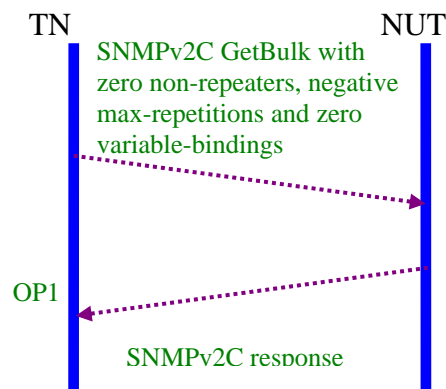 TN NUT
SNMPv2C GetBulk with
zero non-repeaters, negative
max-repetitions and zero
variable-bindings
OP1
SNMPv2C response